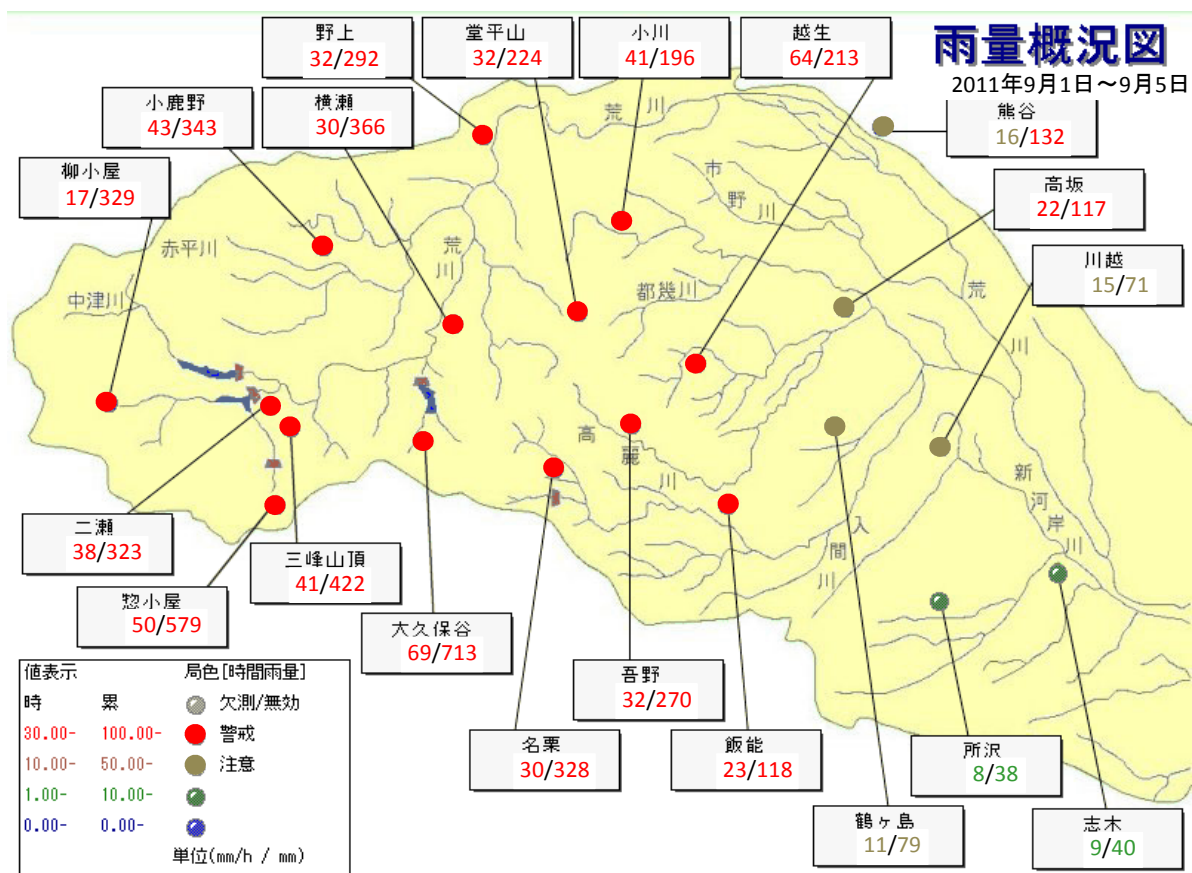 雨量概況図
2011年9月1日～9月5日
野上
32/292
堂平山
32/224
小川
41/196
越生
64/213
熊谷
16/132
小鹿野
43/343
横瀬
30/366
柳小屋
17/329
高坂
22/117
川越
15/71
荒川
市野川
赤平川
荒川
中津川
都幾川
荒川
高麗川
新河岸川
入間川
二瀬
38/323
三峰山頂
41/422
惣小屋
50/579
大久保谷
69/713
吾野
32/270
名栗
30/328
飯能
23/118
所沢
8/38
鶴ヶ島
11/79
志木
9/40
値表示 局色[時間雨量]
時 累 欠測/無効
30.00- 100.00- 警戒
10.00- 50.00- 注意
1.00- 10.00-
0.00- 0.00-
単位(mm/h / mm)